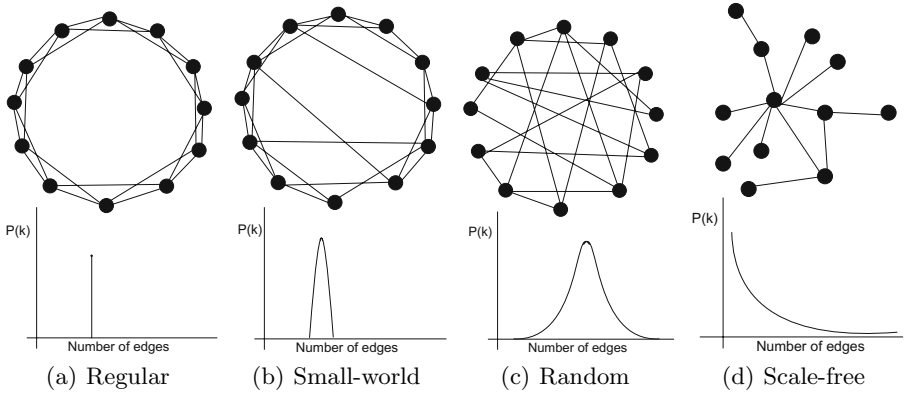 P(k)
Number of edges
(a) Regular
P(k)
Number of edges
(b) Small-world
P(k)
Number of edges
(c) Random
P(k)
Number of edges
(d) Scale-free